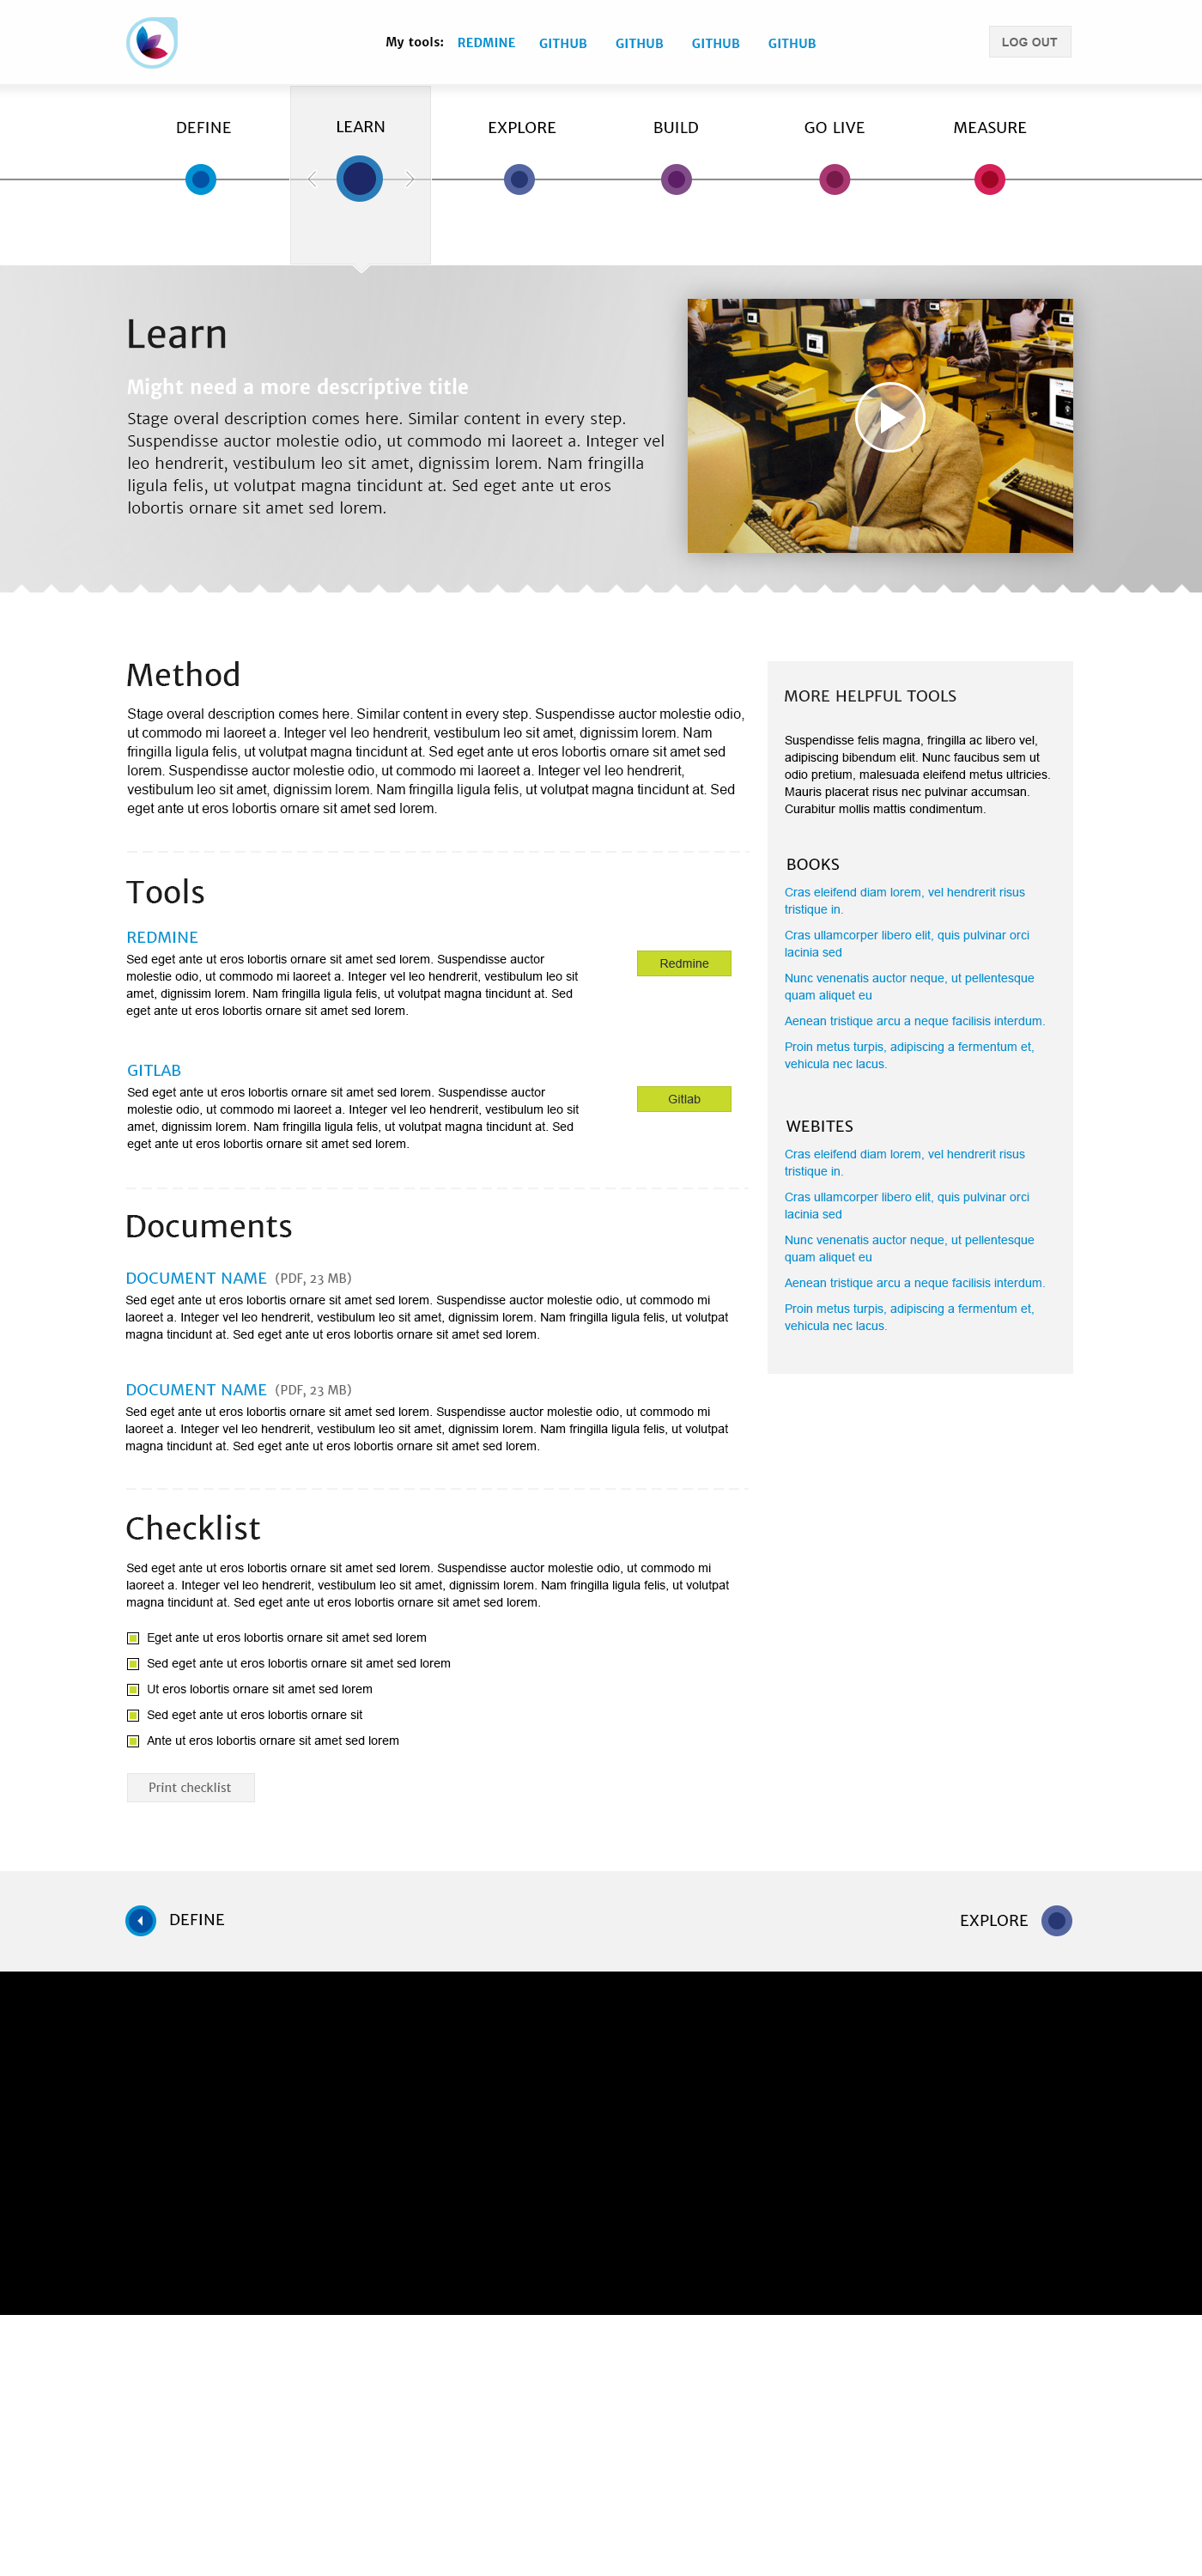 My tools: REDMINE GITHUB GITHUB GITHUB GITHUB LOG OUT
DEFINE LEARN EXPLORE BUILD GO LIVE MEASURE
Learn
Might need a more descriptive title
Stage overal description comes here. Similar content in every step.
Suspendisse auctor molestie odio, ut commodo mi laoreet a. Integer vel
leo hendrerit, vestibulum leo sit amet, dignissim lorem. Nam fringilla
ligula felis, ut volutpat magna tincidunt at. Sed eget ante ut eros
lobortis ornare sit amet sed lorem.
Method
Stage overal description comes here. Similar content in every step. Suspendisse auctor molestie odio,
ut commodo mi laoreet a. Integer vel leo hendrerit, vestibulum leo sit amet, dignissim lorem. Nam
fringilla ligula felis, ut volutpat magna tincidunt at. Sed eget ante ut eros lobortis ornare sit amet sed
lorem. Suspendisse auctor molestie odio, ut commodo mi laoreet a. Integer vel leo hendrerit,
vestibulum leo sit amet, dignissim lorem. Nam fringilla ligula felis, ut volutpat magna tincidunt at. Sed
eget ante ut eros lobortis ornare sit amet sed lorem.
Tools
REDMINE
Sed eget ante ut eros lobortis ornare sit amet sed lorem. Suspendisse auctor
molestie odio, ut commodo mi laoreet a. Integer vel leo hendrerit, vestibulum leo sit
amet, dignissim lorem. Nam fringilla ligula felis, ut volutpat magna tincidunt at. Sed
eget ante ut eros lobortis ornare sit amet sed lorem.
Redmine
GITLAB
Sed eget ante ut eros lobortis ornare sit amet sed lorem. Suspendisse auctor
molestie odio, ut commodo mi laoreet a. Integer vel leo hendrerit, vestibulum leo sit
amet, dignissim lorem. Nam fringilla ligula felis, ut volutpat magna tincidunt at. Sed
eget ante ut eros lobortis ornare sit amet sed lorem.
Gitlab
Documents
DOCUMENT NAME (PDF, 23 MB)
Sed eget ante ut eros lobortis ornare sit amet sed lorem. Suspendisse auctor molestie odio, ut commodo mi
laoreet a. Integer vel leo hendrerit, vestibulum leo sit amet, dignissim lorem. Nam fringilla ligula felis, ut volutpat
magna tincidunt at. Sed eget ante ut eros lobortis ornare sit amet sed lorem.
DOCUMENT NAME (PDF, 23 MB)
Sed eget ante ut eros lobortis ornare sit amet sed lorem. Suspendisse auctor molestie odio, ut commodo mi
laoreet a. Integer vel leo hendrerit, vestibulum leo sit amet, dignissim lorem. Nam fringilla ligula felis, ut volutpat
magna tincidunt at. Sed eget ante ut eros lobortis ornare sit amet sed lorem.
Checklist
Sed eget ante ut eros lobortis ornare sit amet sed lorem. Suspendisse auctor molestie odio, ut commodo mi
laoreet a. Integer vel leo hendrerit, vestibulum leo sit amet, dignissim lorem. Nam fringilla ligula felis, ut volutpat
magna tincidunt at. Sed eget ante ut eros lobortis ornare sit amet sed lorem.
Eget ante ut eros lobortis ornare sit amet sed lorem
Sed eget ante ut eros lobortis ornare sit amet sed lorem
Ut eros lobortis ornare sit amet sed lorem
Sed eget ante ut eros lobortis ornare sit
Ante ut eros lobortis ornare sit amet sed lorem
Print checklist
MORE HELPFUL TOOLS
Suspendisse felis magna, fringilla ac libero vel,
adipiscing bibendum elit. Nunc faucibus sem ut
odio pretium, malesuada eleifend metus ultricies.
Mauris placerat risus nec pulvinar accumsan.
Curabitur mollis mattis condimentum.
BOOKS
Cras eleifend diam lorem, vel hendrerit risus
tristique in.
Cras ullamcorper libero elit, quis pulvinar orci
lacinia sed
Nunc venenatis auctor neque, ut pellentesque
quam aliquet eu
Aenean tristique arcu a neque facilisis interdum.
Proin metus turpis, adipiscing a fermentum et,
vehicula nec lacus.
WEBITES
Cras eleifend diam lorem, vel hendrerit risus
tristique in.
Cras ullamcorper libero elit, quis pulvinar orci
lacinia sed
Nunc venenatis auctor neque, ut pellentesque
quam aliquet eu
Aenean tristique arcu a neque facilisis interdum.
Proin metus turpis, adipiscing a fermentum et,
vehicula nec lacus.
DEFINE EXPLORE